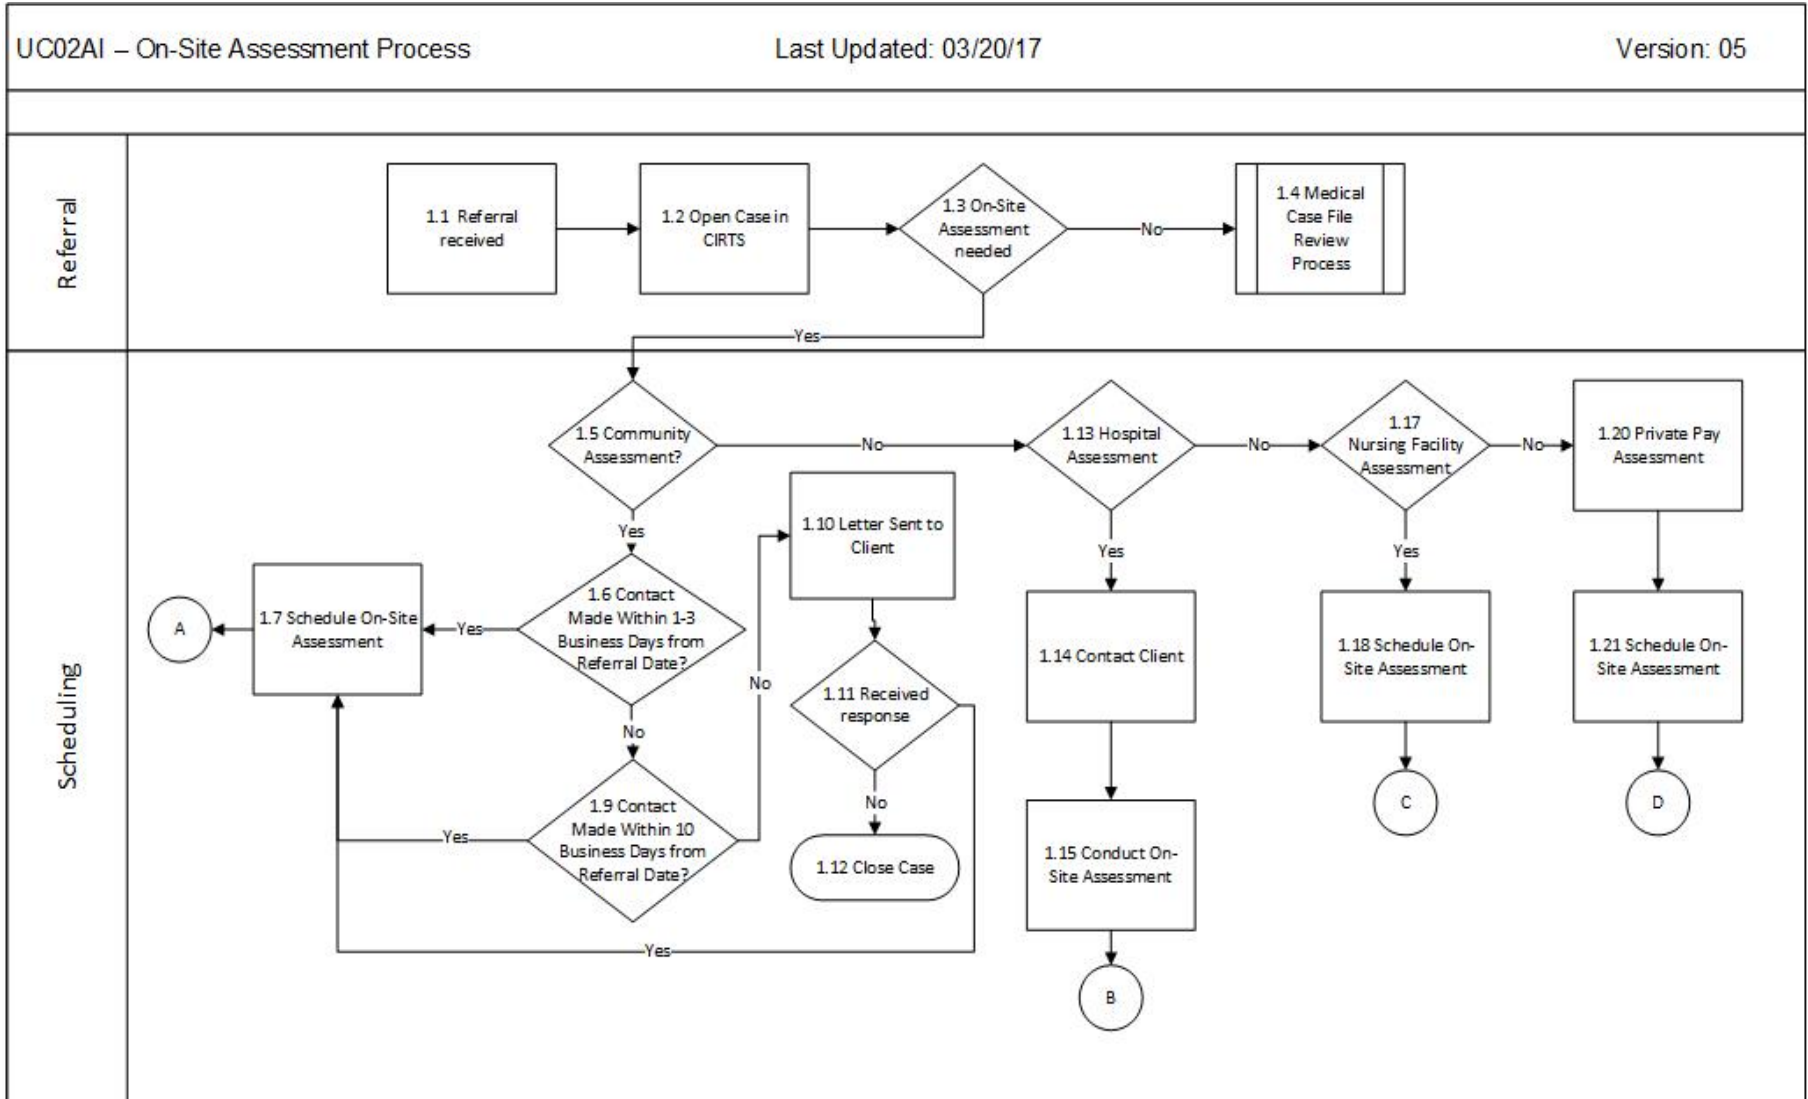 UC02AI – On-Site Assessment Process
Last Updated: 03/20/17
Version: 05
Referral
1.1 Referral
received
1.2 Open Case in
CIRTS
1.3 On-Site
Assessment
needed
No
1.4 Medical
Case File
Review
Process
Yes
Scheduling
1.5 Community
Assessment?
No
1.13 Hospital
Assessment
No
1.17
Nursing Facility
Assessment
No
1.20 Private Pay
Assessment
Yes
1.10 Letter Sent to
Client
Yes
Yes
A
1.7 Schedule On-Site
Assessment
Yes
1.6 Contact
Made Within 1-3
Business Days from
Referral Date?
No
No
1.11 Received
response
1.14 Contact Client
1.18 Schedule On-
Site Assessment
1.21 Schedule On-
Site Assessment
Yes
1.9 Contact
Made Within 10
Business Days from
Referral Date?
No
C
D
1.12 Close Case
1.15 Conduct On-
Site Assessment
Yes
B